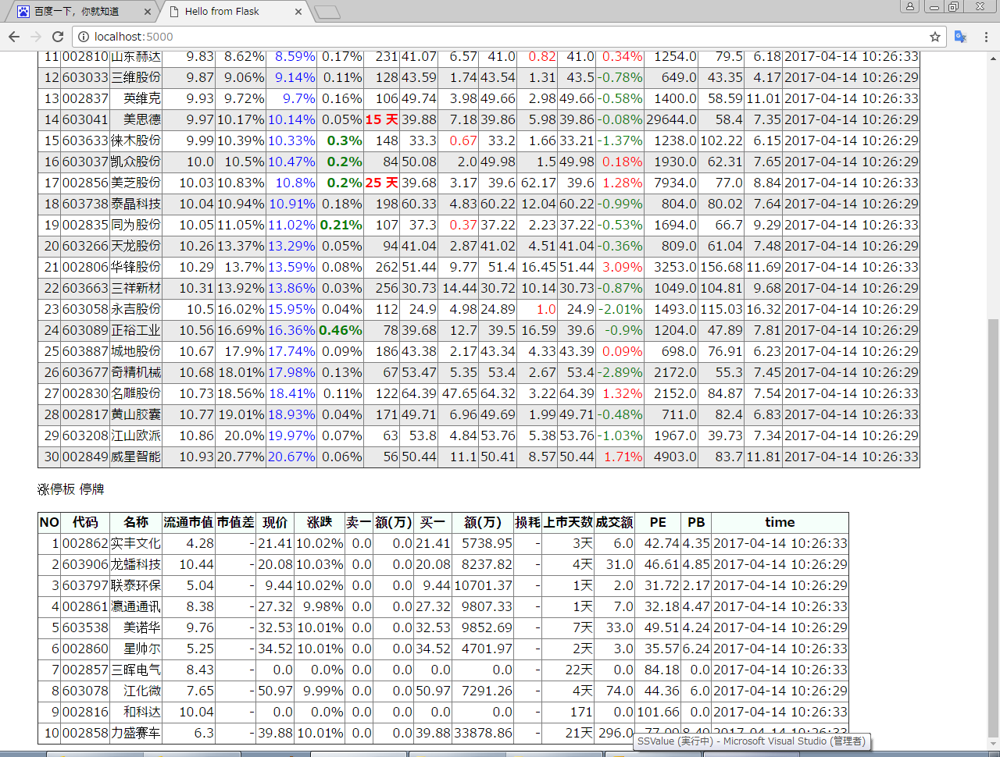 百度一下，你就知道
Hello from Flask
localhost:5000
11 002810 山东赫达 9.83 8.62% 8.59% 0.17% 231 41.07 6.57 41.0 0.82 41.0 0.34% 1254.0 79.5 6.18 2017-04-14 10:26:33
12 603033 三维股份 9.87 9.06% 9.14% 0.11% 128 43.59 1.74 43.54 1.31 43.5 -0.78% 649.0 43.35 4.17 2017-04-14 10:26:29
13 002837 英维克 9.93 9.72% 9.7% 0.16% 106 49.74 3.98 49.66 2.98 49.66 -0.58% 1400.0 58.59 11.01 2017-04-14 10:26:33
14 603041 美思德 9.97 10.17% 10.14% 0.05% 15 天 39.88 7.18 39.86 5.98 39.86 -0.08% 29644.0 58.4 7.35 2017-04-14 10:26:29
15 603633 徕木股份 9.99 10.39% 10.33% 0.3% 148 33.3 0.67 33.2 1.66 33.21 -1.37% 1238.0 102.22 6.15 2017-04-14 10:26:29
16 603037 凯众股份 10.0 10.5% 10.47% 0.2% 84 50.08 2.0 49.98 1.5 49.98 0.18% 1930.0 62.31 7.65 2017-04-14 10:26:29
17 002856 美芝股份 10.03 10.83% 10.8% 0.2% 25 天 39.68 3.17 39.6 62.17 39.6 1.28% 7934.0 77.0 8.84 2017-04-14 10:26:33
18 603738 泰晶科技 10.04 10.94% 10.91% 0.18% 198 60.33 4.83 60.22 12.04 60.22 -0.99% 804.0 80.02 7.64 2017-04-14 10:26:29
19 002835 同为股份 10.05 11.05% 11.02% 0.21% 107 37.3 0.37 37.22 2.23 37.22 -0.53% 1694.0 66.7 9.29 2017-04-14 10:26:33
20 603266 天龙股份 10.26 13.37% 13.29% 0.05% 94 41.04 2.87 41.02 4.51 41.04 -0.36% 809.0 61.04 7.48 2017-04-14 10:26:29
21 002806 华锋股份 10.29 13.7% 13.59% 0.08% 262 51.44 9.77 51.4 16.45 51.44 3.09% 3253.0 156.68 11.69 2017-04-14 10:26:33
22 603663 三祥新材 10.31 13.92% 13.86% 0.03% 256 30.73 14.44 30.72 10.14 30.73 -0.87% 1049.0 104.81 9.68 2017-04-14 10:26:29
23 603058 永吉股份 10.5 16.02% 15.95% 0.04% 112 24.9 4.98 24.89 1.0 24.9 -2.01% 1493.0 115.03 16.32 2017-04-14 10:26:29
24 603089 正裕工业 10.56 16.69% 16.36% 0.46% 78 39.68 12.7 39.5 16.59 39.6 -0.9% 1204.0 47.89 7.81 2017-04-14 10:26:29
25 603887 城地股份 10.67 17.9% 17.74% 0.09% 186 43.38 2.17 43.34 4.33 43.39 0.09% 698.0 76.91 6.23 2017-04-14 10:26:29
26 603677 奇精机械 10.68 18.01% 17.98% 0.13% 67 53.47 5.35 53.4 2.67 53.4 -2.89% 2172.0 55.3 7.45 2017-04-14 10:26:29
27 002830 名雕股份 10.73 18.56% 18.41% 0.11% 122 64.39 47.65 64.32 3.22 64.39 1.32% 2152.0 84.87 7.54 2017-04-14 10:26:33
28 002817 黄山胶囊 10.77 19.01% 18.93% 0.04% 171 49.71 6.96 49.69 1.99 49.71 -0.48% 711.0 82.4 6.83 2017-04-14 10:26:33
29 603208 江山欧派 10.86 20.0% 19.97% 0.07% 63 53.8 4.84 53.76 5.38 53.76 -1.03% 1967.0 39.73 7.34 2017-04-14 10:26:29
30 002849 威星智能 10.93 20.77% 20.67% 0.06% 56 50.44 11.1 50.41 8.57 50.44 1.71% 4903.0 83.7 11.81 2017-04-14 10:26:33
涨停板 停牌
NO 代码 名称 流通市值 市值差 现价 涨跌 卖一 额(万) 买一 额(万) 损耗 上市天数 成交额 PE PB time
1 002862 实丰文化 4.28 - 21.41 10.02% 0.0 0.0 21.41 5738.95 - 3天 6.0 42.74 4.35 2017-04-14 10:26:33
2 603906 龙蟠科技 10.44 - 20.08 10.03% 0.0 0.0 20.08 8237.82 - 4天 31.0 46.61 4.85 2017-04-14 10:26:29
3 603797 联泰环保 5.04 - 9.44 10.02% 0.0 0.0 9.44 10701.37 - 1天 2.0 31.72 2.17 2017-04-14 10:26:29
4 002861 瀛通通讯 8.38 - 27.32 9.98% 0.0 0.0 27.32 9807.33 - 1天 7.0 32.18 4.47 2017-04-14 10:26:33
5 603538 美诺华 9.76 - 32.53 10.01% 0.0 0.0 32.53 9852.69 - 7天 33.0 49.51 4.24 2017-04-14 10:26:29
6 002860 星帅尔 5.25 - 34.52 10.01% 0.0 0.0 34.52 4701.97 - 2天 3.0 35.57 6.24 2017-04-14 10:26:33
7 002857 三晖电气 8.43 - 0.0 0.0% 0.0 0.0 0.0 0.0 - 22天 0.0 84.18 0.0 2017-04-14 10:26:33
8 603078 江化微 7.65 - 50.97 9.99% 0.0 0.0 50.97 7291.26 - 4天 74.0 44.36 6.0 2017-04-14 10:26:29
9 002816 和科达 10.04 - 0.0 0.0% 0.0 0.0 0.0 0.0 - 171 0.0 101.66 0.0 2017-04-14 10:26:33
10 002858 力盛赛车 6.3 - 39.88 10.01% 0.0 0.0 39.88 33878.86 - 21天 296.0 2017-04-14 10:26:33
SSValue (実行中) - Microsoft Visual Studio (管理者)